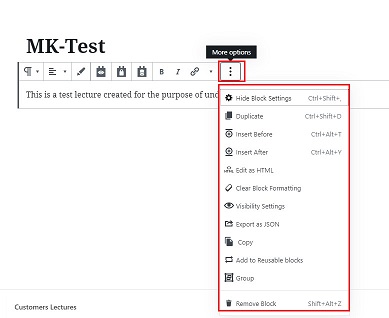 More options
MK-Test
B I
This is a test lecture created for the purpose of und
Hide Block Settings Ctrl+Shift+,
Duplicate Ctrl+Shift+D
Insert Before Ctrl+Alt+T
Insert After Ctrl+Alt+Y
HTML Edit as HTML
Clear Block Formatting
Visibility Settings
Export as JSON
Copy
Add to Reusable blocks
Group
Remove Block Shift+Alt+Z
Customers Lectures